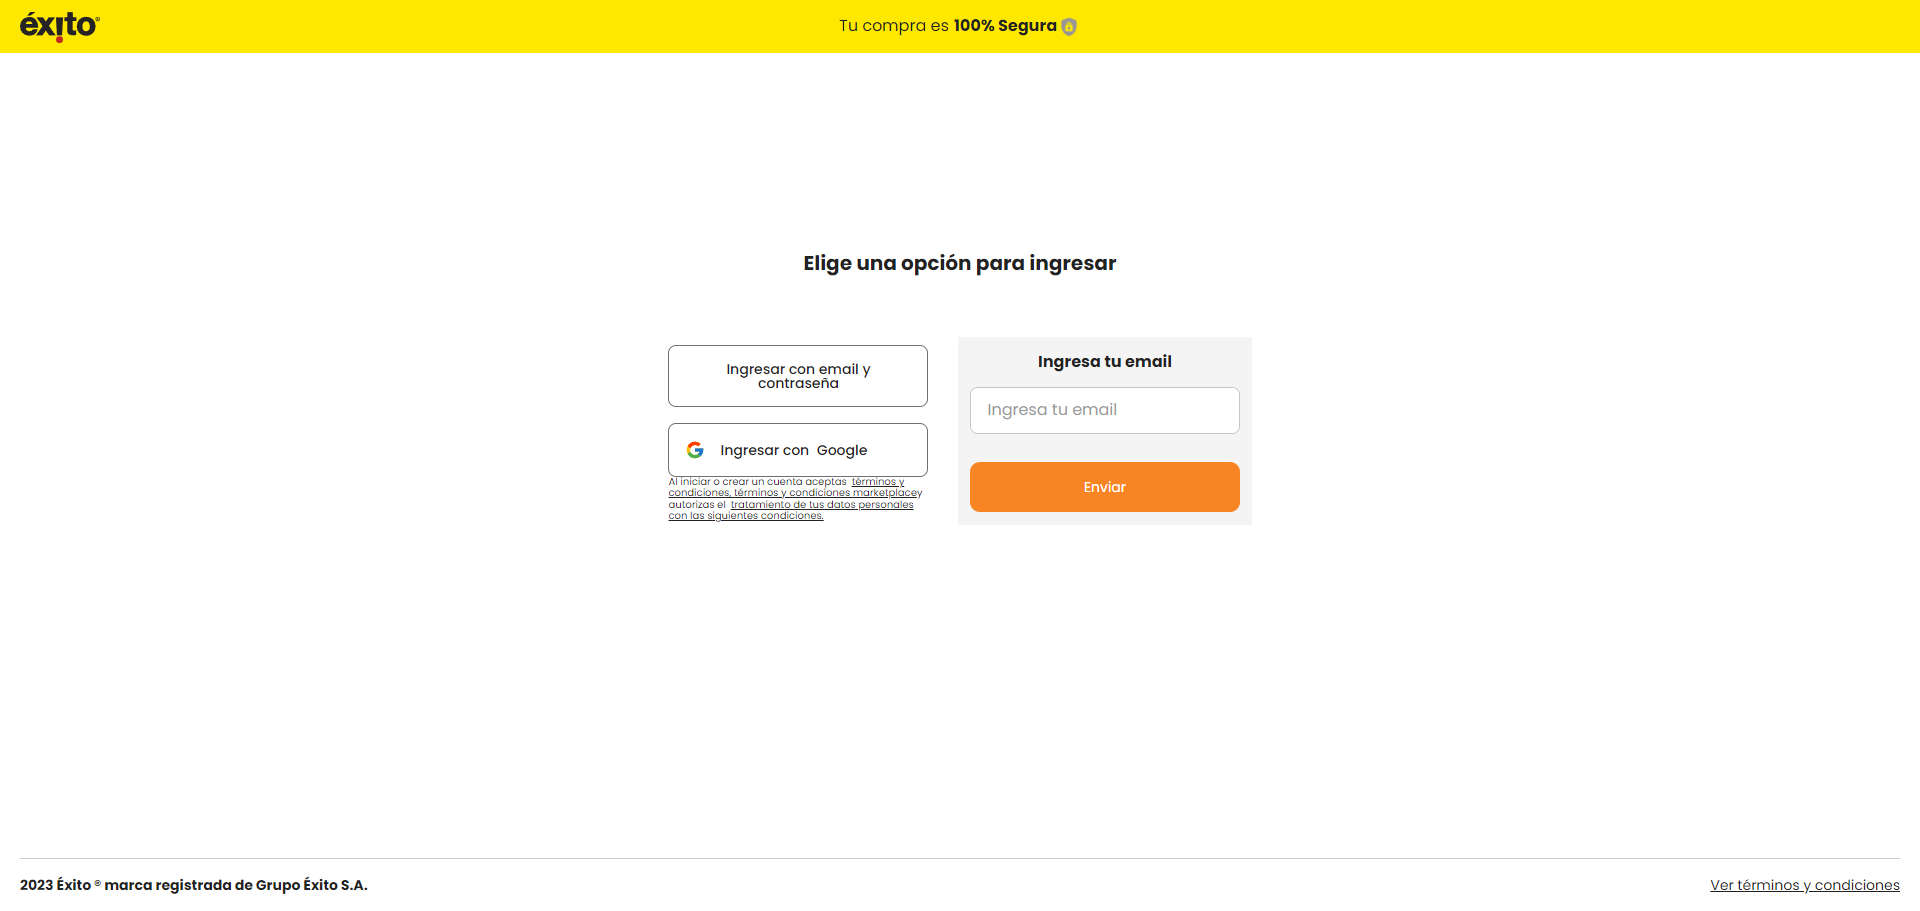 éxito®
Tu compra es 100% Segura
Elige una opción para ingresar
Ingresar con email y
contraseña
Ingresar con Google
Al iniciar o crear un cuenta aceptas términos y
condiciones, términos y condiciones marketplacey
autorizas el tratamiento de tus datos personales
con las siguientes condiciones.
Ingresa tu email
Ingresa tu email
Enviar
2023 Éxito ® marca registrada de Grupo Éxito S.A.
Ver términos y condiciones